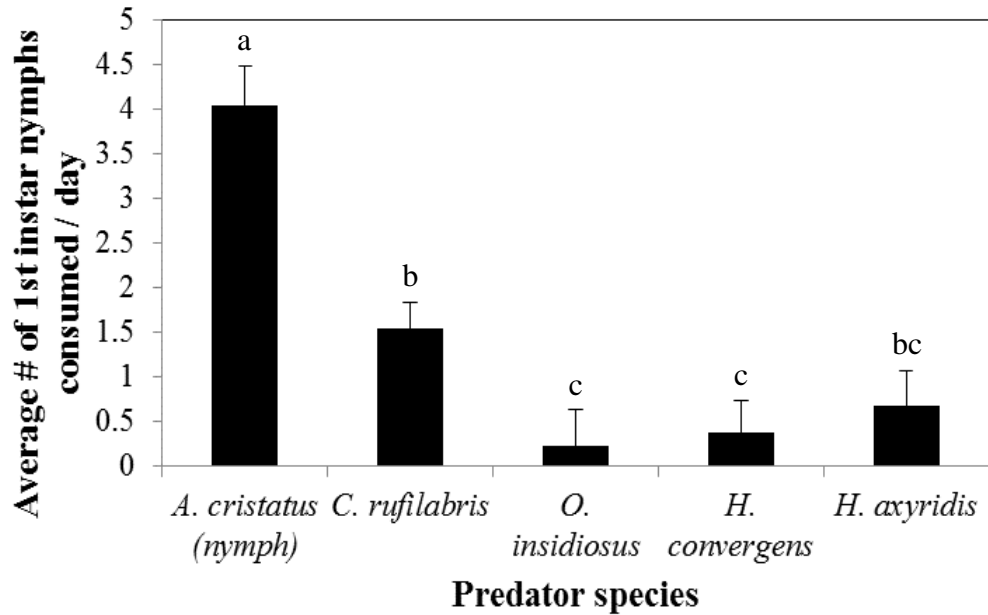 Average # of 1st instar nymphs
consumed / day
5
4.5
4
3.5
3
2.5
2
1.5
1
0.5
0
a
b
c
c
bc
A. cristatus
(nymph)
C. rufilabris
O.
insidiosus
H.
convergens
H. axyridis
Predator species